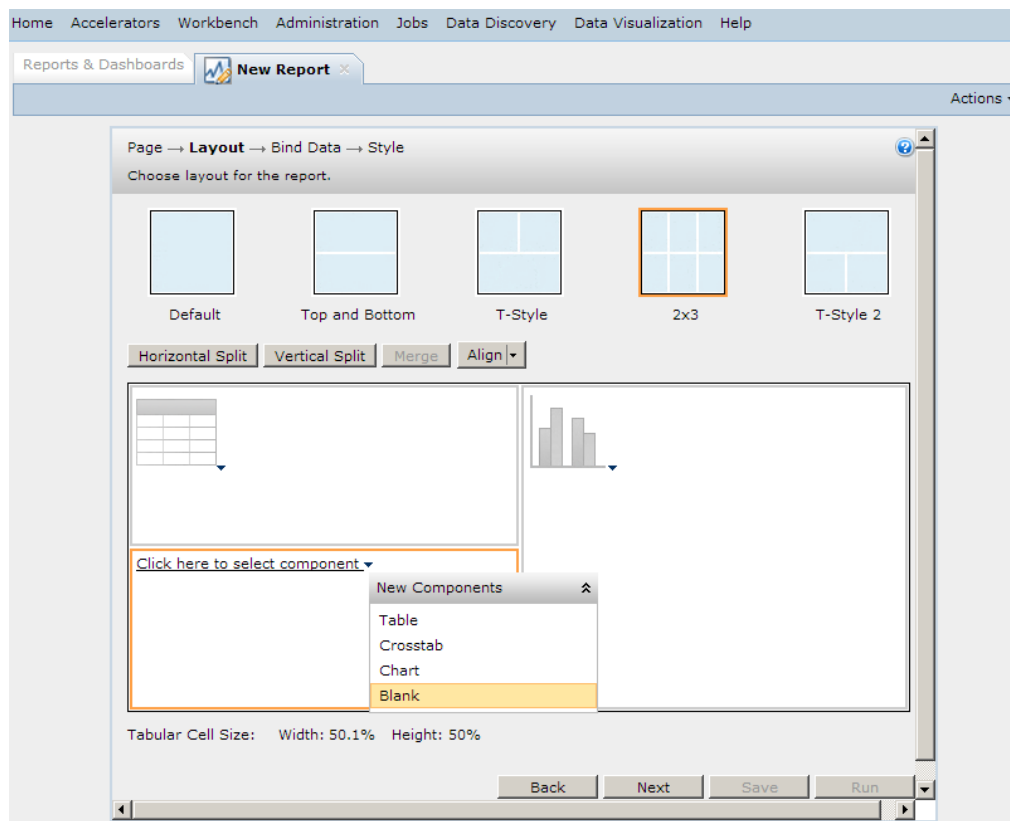 Home Accelerators Workbench Administration Jobs Data Discovery Data Visualization Help
Reports & Dashboards New Report
Actions
Page → Layout → Bind Data → Style
Choose layout for the report.
Default Top and Bottom T-Style 2x3 T-Style 2
Horizontal Split Vertical Split Merge Align
Click here to select component
New Components
Table
Crosstab
Chart
Blank
Tabular Cell Size: Width: 50.1% Height: 50%
Back Next Save Run